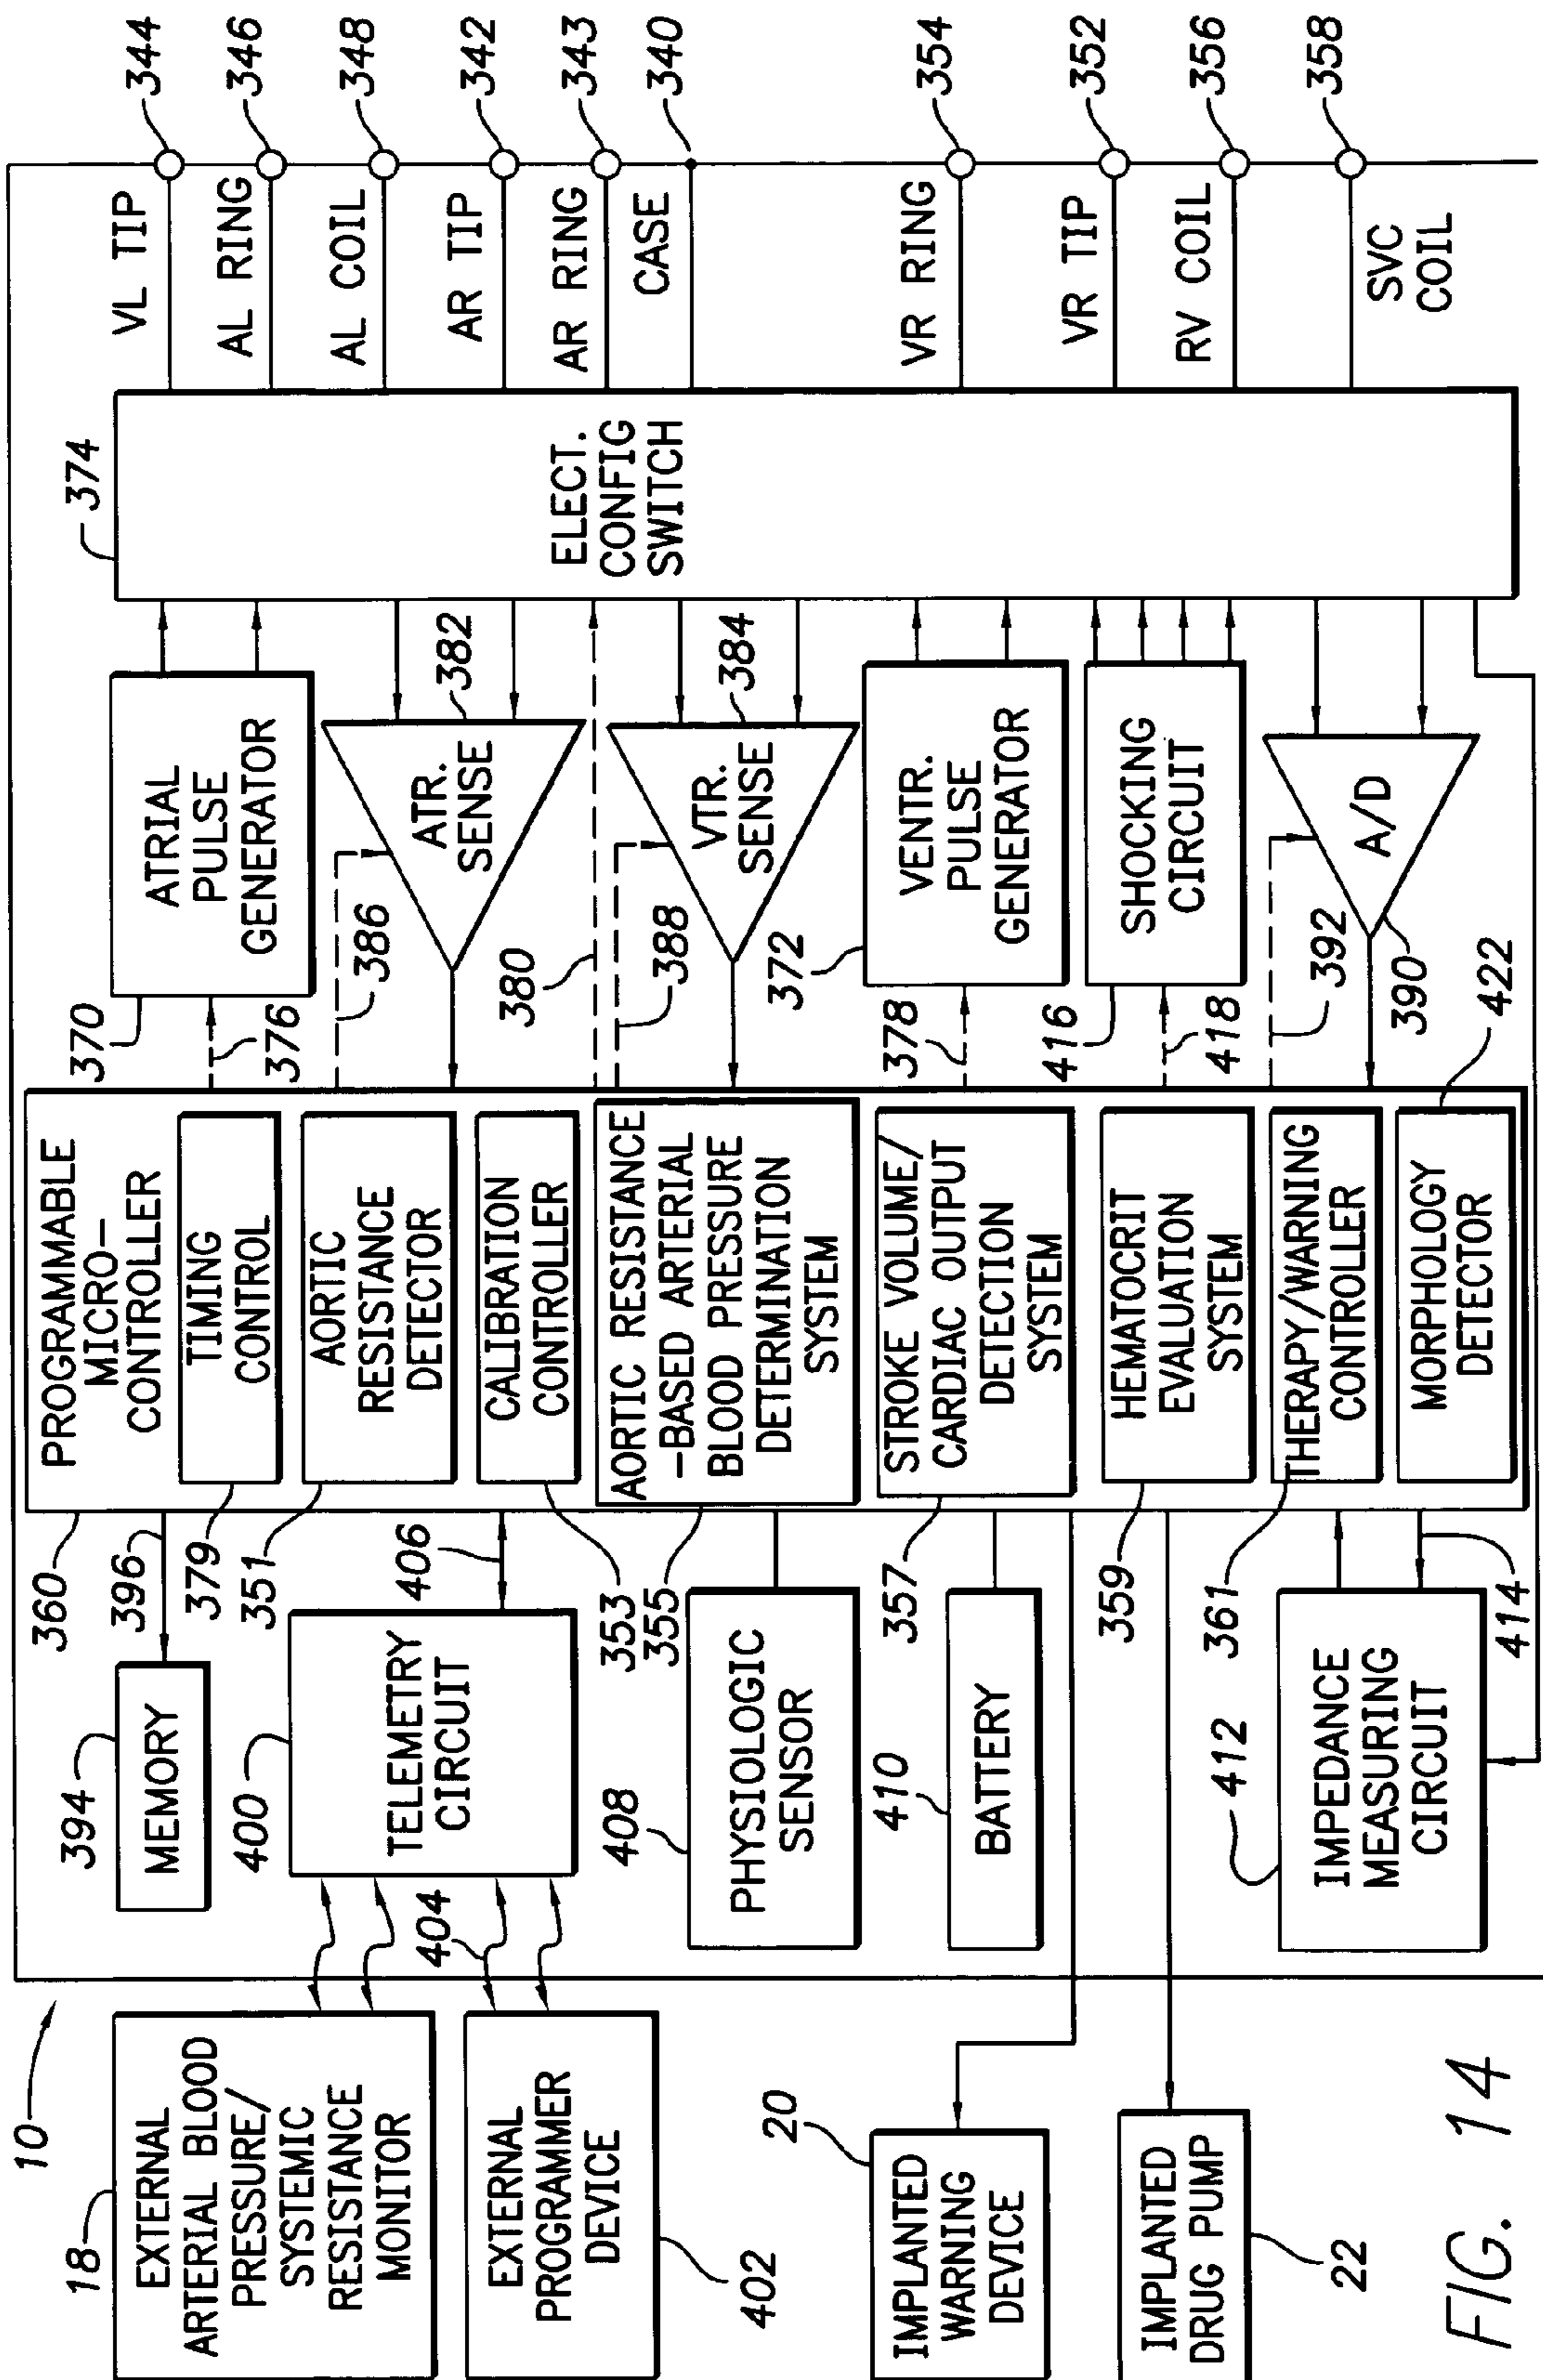 10
18
EXTERNAL
ARTERIAL BLOOD
PRESSURE/
SYSTEMIC
RESISTANCE
MONITOR
EXTERNAL
PROGRAMER
DEVICE
402
404
20
IMPLANTED
WARNING
DEVICE
IMPLANTED
DRUG PUMP
22
FIG. 14
394
MEMORY
396
400
TELEMETRY
CIRCUIT
406
408
PHYSIOLOGIC
SENSOR
410
BATTERY
412
IMPEDANCE
MEASURING
CIRCUIT
414
360
PROGRAMMABLE
MICRO-
CONTROLLER
379
TIMING
CONTROL
351
AORTIC
RESISTANCE
DETECTOR
353
CALIBRATION
CONTROLLER
355
AORTIC RESISTANCE
-BASED ARTERIAL
BLOOD PRESSURE
DETERMINATION
SYSTEM
357
STROKE VOLUME/
CARDIAC OUTPUT
DETECTION
SYSTEM
359
HEMATOCRIT
EVALUATION
SYSTEM
361
THERAPY/WARNING
CONTROLLER
MORPHOLOGY
DETECTOR
422
370
ATRIAL
PULSE
GENERATOR
376
386
ATR.
SENSE
382
380
388
VTR.
SENSE
384
372
VENTR.
PULSE
GENERATOR
378
416
SHOCKING
CIRCUIT
418
392
A/D
390
374
ELECT.
CONFIG
SWITCH
VL TIP
344
AL RING
346
AL COIL
348
AR TIP
342
AR RING
343
CASE
340
VR RING
354
VR TIP
352
RV COIL
356
SVC
COIL
358